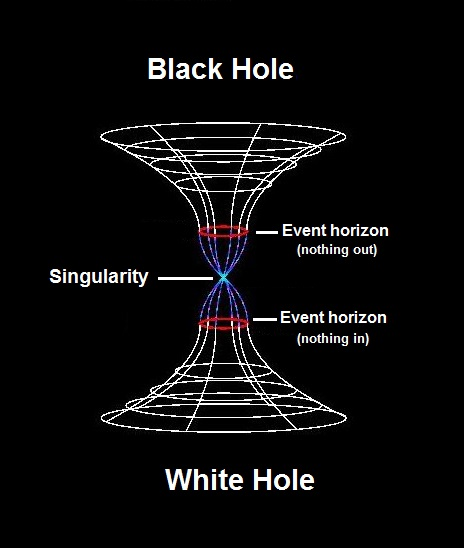 Black Hole
Event horizon
(nothing out)
Singularity
Event horizon
(nothing in)
White Hole